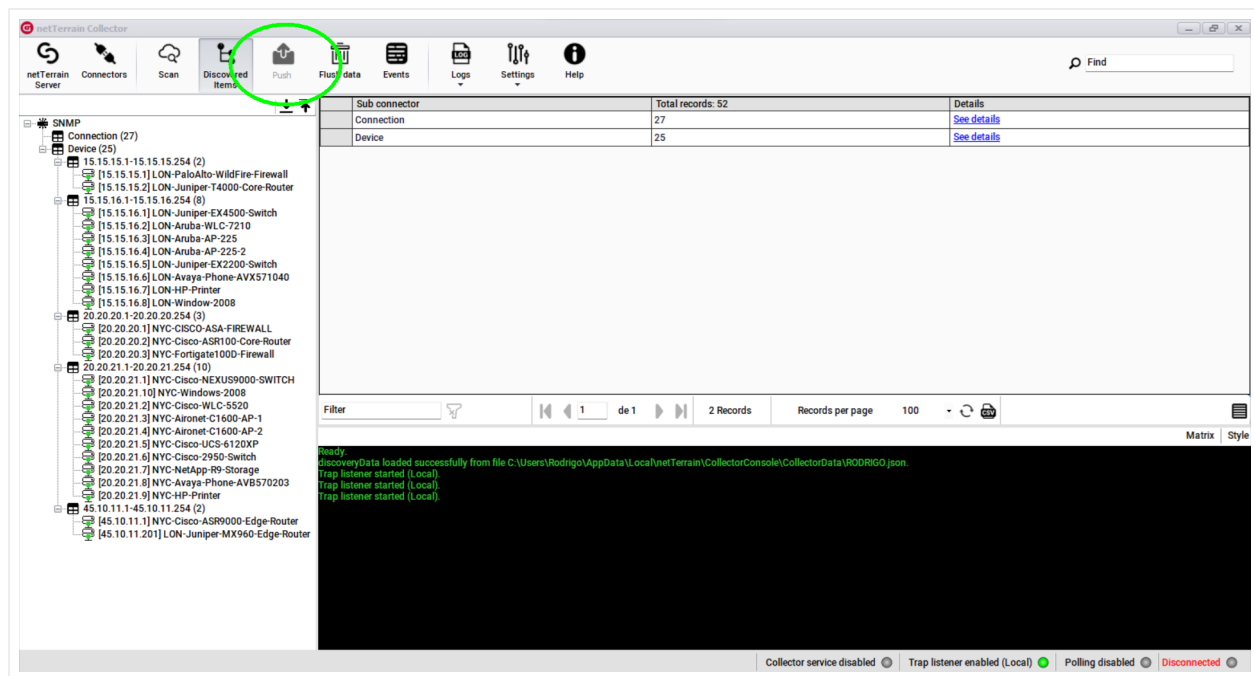 netTerrain Collector
netTerrain Server
Connectors
Scan
Discovered Items
Push
Flush data
Events
Logs
Settings
Help
Find
SNMP
Connection (27)
Device (25)
15.15.15.1-15.15.15.254 (2)
[15.15.15.1] LON-PaloAlto-WildFire-Firewall
[15.15.15.2] LON-Juniper-T4000-Core-Router
15.15.16.1-15.15.16.254 (8)
[15.15.16.1] LON-Juniper-EX4500-Switch
[15.15.16.2] LON-Aruba-WLC-7210
[15.15.16.3] LON-Aruba-AP-225
[15.15.16.4] LON-Aruba-AP-225-2
[15.15.16.5] LON-Juniper-EX2200-Switch
[15.15.16.6] LON-Avaya-Phone-AVX571040
[15.15.16.7] LON-HP-Printer
[15.15.16.8] LON-Window-2008
20.20.20.1-20.20.20.254 (3)
[20.20.20.1] NYC-CISCO-ASA-FIREWALL
[20.20.20.2] NYC-Cisco-ASR100-Core-Router
[20.20.20.3] NYC-Fortigate100D-Firewall
20.20.21.1-20.20.21.254 (10)
[20.20.21.1] NYC-Cisco-NEXUS9000-SWITCH
[20.20.21.10] NYC-Windows-2008
[20.20.21.2] NYC-Cisco-WLC-5520
[20.20.21.3] NYC-Aironet-C1600-AP-1
[20.20.21.4] NYC-Aironet-C1600-AP-2
[20.20.21.5] NYC-Cisco-UCS-6120XP
[20.20.21.6] NYC-Cisco-2950-Switch
[20.20.21.7] NYC-NetApp-R9-Storage
[20.20.21.8] NYC-Avaya-Phone-AVB570203
[20.20.21.9] NYC-HP-Printer
45.10.11.1-45.10.11.254 (2)
[45.10.11.1] NYC-Cisco-ASR9000-Edge-Router
[45.10.11.201] LON-Juniper-MX960-Edge-Router
Sub connector Total records: 52 Details
Connection 27 See details
Device 25 See details
Filter 1 de 1 2 Records Records per page 100 CSV
Matrix Style
Ready.
discoveryData loaded successfully from file C:\Users\Rodrigo\AppData\Local\netTerrain\CollectorConsole\CollectorData\RODRIGO.json.
Trap listener started (Local).
Trap listener started (Local).
Trap listener started (Local).
Collector service disabled Trap listener enabled (Local) Polling disabled Disconnected